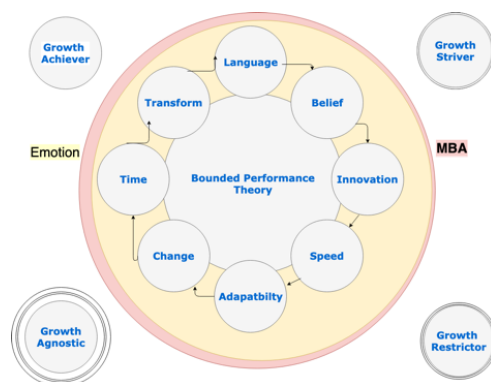 Growth
Achiever
Growth
Striver
Language
Transform
Belief
Emotion
MBA
Time
Bounded Performance
Theory
Innovation
Change
Speed
Adapatbilty
Growth
Agnostic
Growth
Restrictor